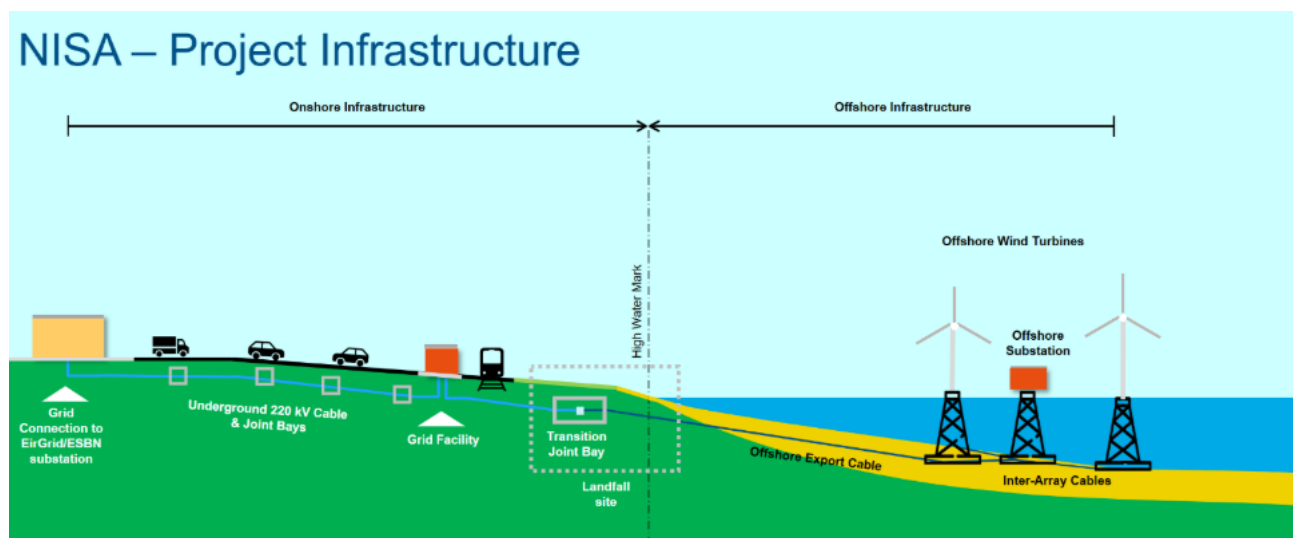 NISA – Project Infrastructure
Onshore Infrastructure
Offshore Infrastructure
High Water Mark
Offshore Wind Turbines
Offshore
Substation
Grid
Connection to
EirGrid/ESBN
substation
Underground 220 kV Cable
& Joint Bays
Grid Facility
Transition
Joint Bay
Landfall
site
Offshore Export Cable
Inter-Array Cables